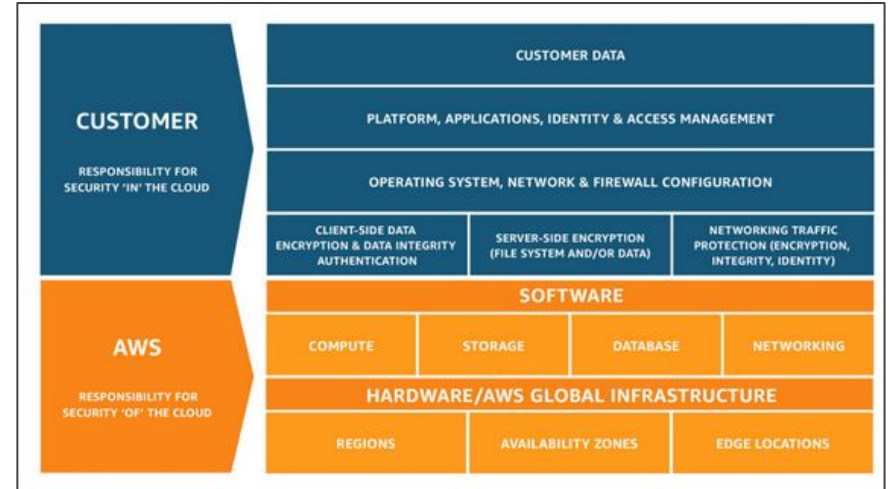 CUSTOMER
RESPONSIBILITY FOR
SECURITY 'IN' THE CLOUD
CUSTOMER DATA
PLATFORM, APPLICATIONS, IDENTITY & ACCESS MANAGEMENT
OPERATING SYSTEM, NETWORK & FIREWALL CONFIGURATION
CLIENT-SIDE DATA
ENCRYPTION & DATA INTEGRITY
AUTHENTICATION
SERVER-SIDE ENCRYPTION
(FILE SYSTEM AND/OR DATA)
NETWORKING TRAFFIC
PROTECTION (ENCRYPTION,
INTEGRITY, IDENTITY)
AWS
RESPONSIBILITY FOR
SECURITY 'OF' THE CLOUD
SOFTWARE
COMPUTE
STORAGE
DATABASE
NETWORKING
HARDWARE/AWS GLOBAL INFRASTRUCTURE
REGIONS
AVAILABILITY ZONES
EDGE LOCATIONS